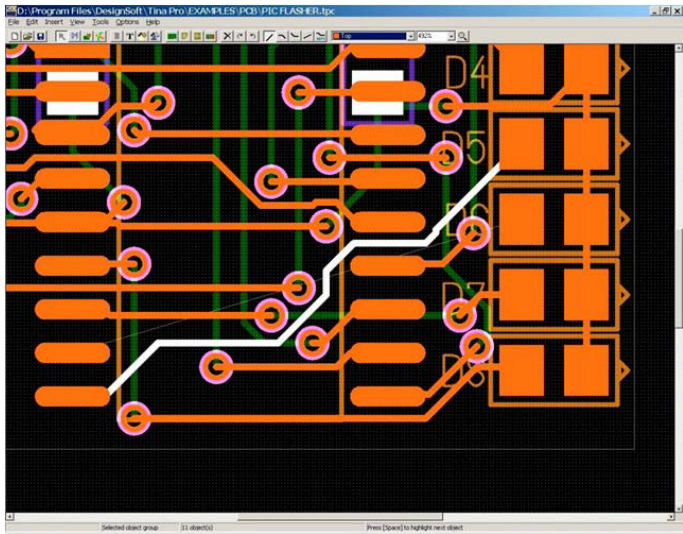 D:\Program Files\DesignSoft\Tina Pro\EXAMPLES\PCB\PIC FLASHER.tpc
File Edit Insert View Tools Options Help
Top
492%
D4
D5
D6
D7
D8
Selected object group
11 object(s)
Press [Space] to highlight next object